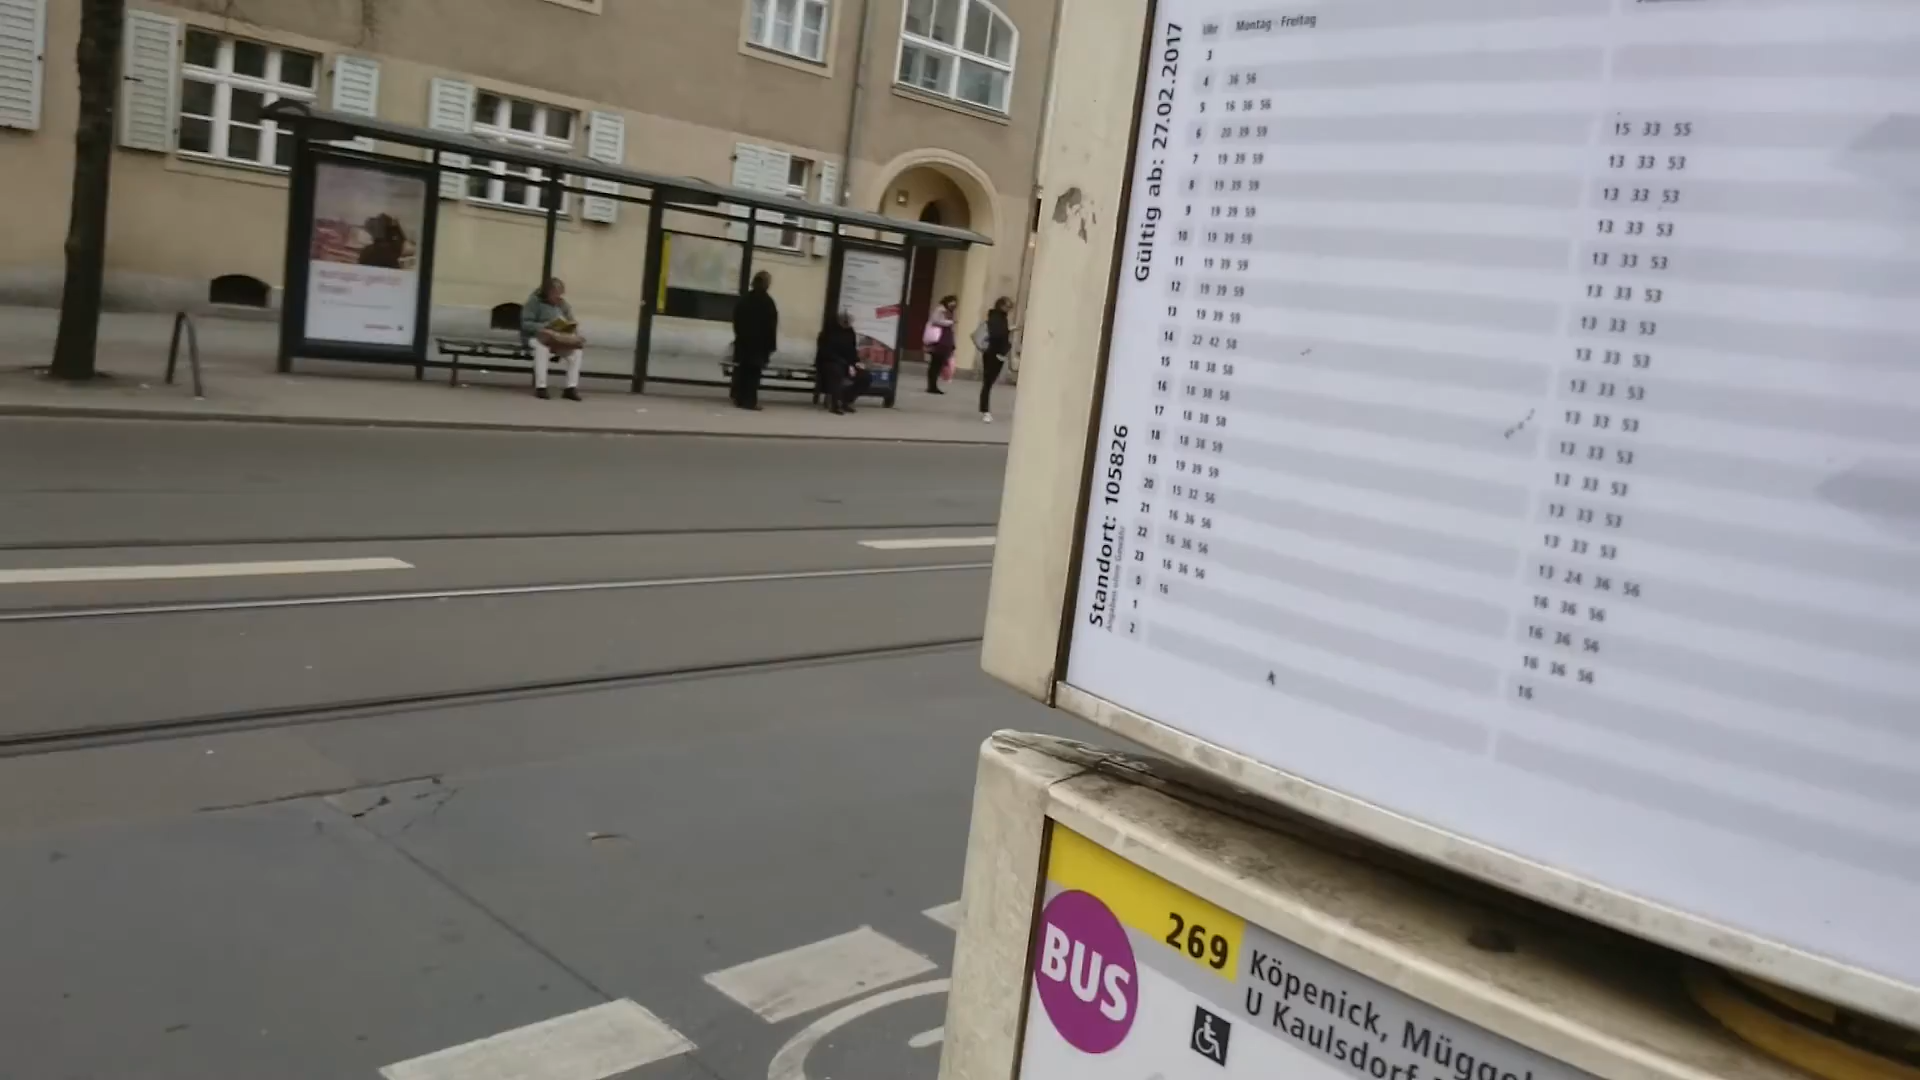 Gültig ab: 27.02.2017
Standort: 105826
Angaben ohne Gewähr
Uhr Montag - Freitag
3
4 36 56
5 16 36 56
6 20 39 59
7 19 39 59
8 19 39 59
9 19 39 59
10 19 39 59
11 19 39 59
12 19 39 59
13 19 39 59
14 22 42 58
15 18 38 58
16 18 38 58
17 18 38 58
18 18 38 59
19 19 39 59
20 15 32 56
21 16 36 56
22 16 36 56
23 16 36 56
0 16
1
2
15 33 55
13 33 53
13 33 53
13 33 53
13 33 53
13 33 53
13 33 53
13 33 53
13 33 53
13 33 53
13 33 53
13 33 53
13 33 53
13 33 53
13 24 36 56
16 36 56
16 36 56
16 36 56
16
BUS
269
Köpenick, Müggel
U Kaulsdorf